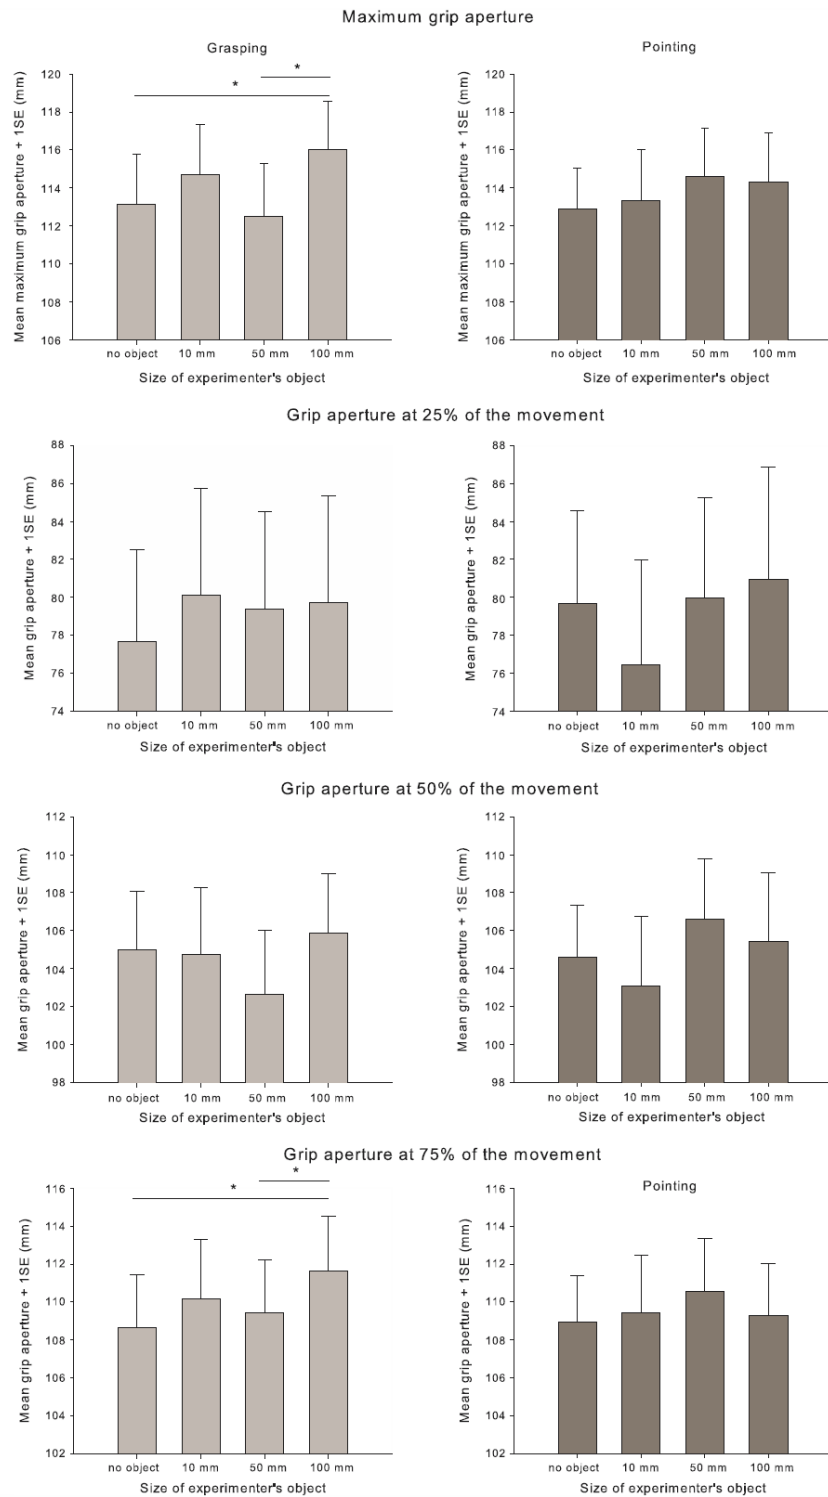 Maximum grip aperture
Grasping
Mean maximum grip aperture + 1SE (mm)
120
118
116
114
112
110
108
106
*
*
no object 10 mm 50 mm 100 mm
Size of experimenter's object
Pointing
Mean maximum grip aperture + 1SE (mm)
120
118
116
114
112
110
108
106
no object 10 mm 50 mm 100 mm
Size of experimenter's object
Grip aperture at 25% of the movement
Mean grip aperture + 1SE (mm)
88
86
84
82
80
78
76
74
no object 10 mm 50 mm 100 mm
Size of experimenter's object
Mean grip aperture + 1SE (mm)
88
86
84
82
80
78
76
74
no object 10 mm 50 mm 100 mm
Size of experimenter's object
Grip aperture at 50% of the movement
Mean grip aperture + 1SE (mm)
112
110
108
106
104
102
100
98
no object 10 mm 50 mm 100 mm
Size of experimenter's object
Mean grip aperture + 1SE (mm)
112
110
108
106
104
102
100
98
no object 10 mm 50 mm 100 mm
Size of experimenter's object
Grip aperture at 75% of the movement
Mean grip aperture + 1SE (mm)
116
114
112
110
108
106
104
102
*
*
no object 10 mm 50 mm 100 mm
Size of experimenter's object
Pointing
Mean grip aperture + 1SE (mm)
116
114
112
110
108
106
104
102
no object 10 mm 50 mm 100 mm
Size of experimenter's object